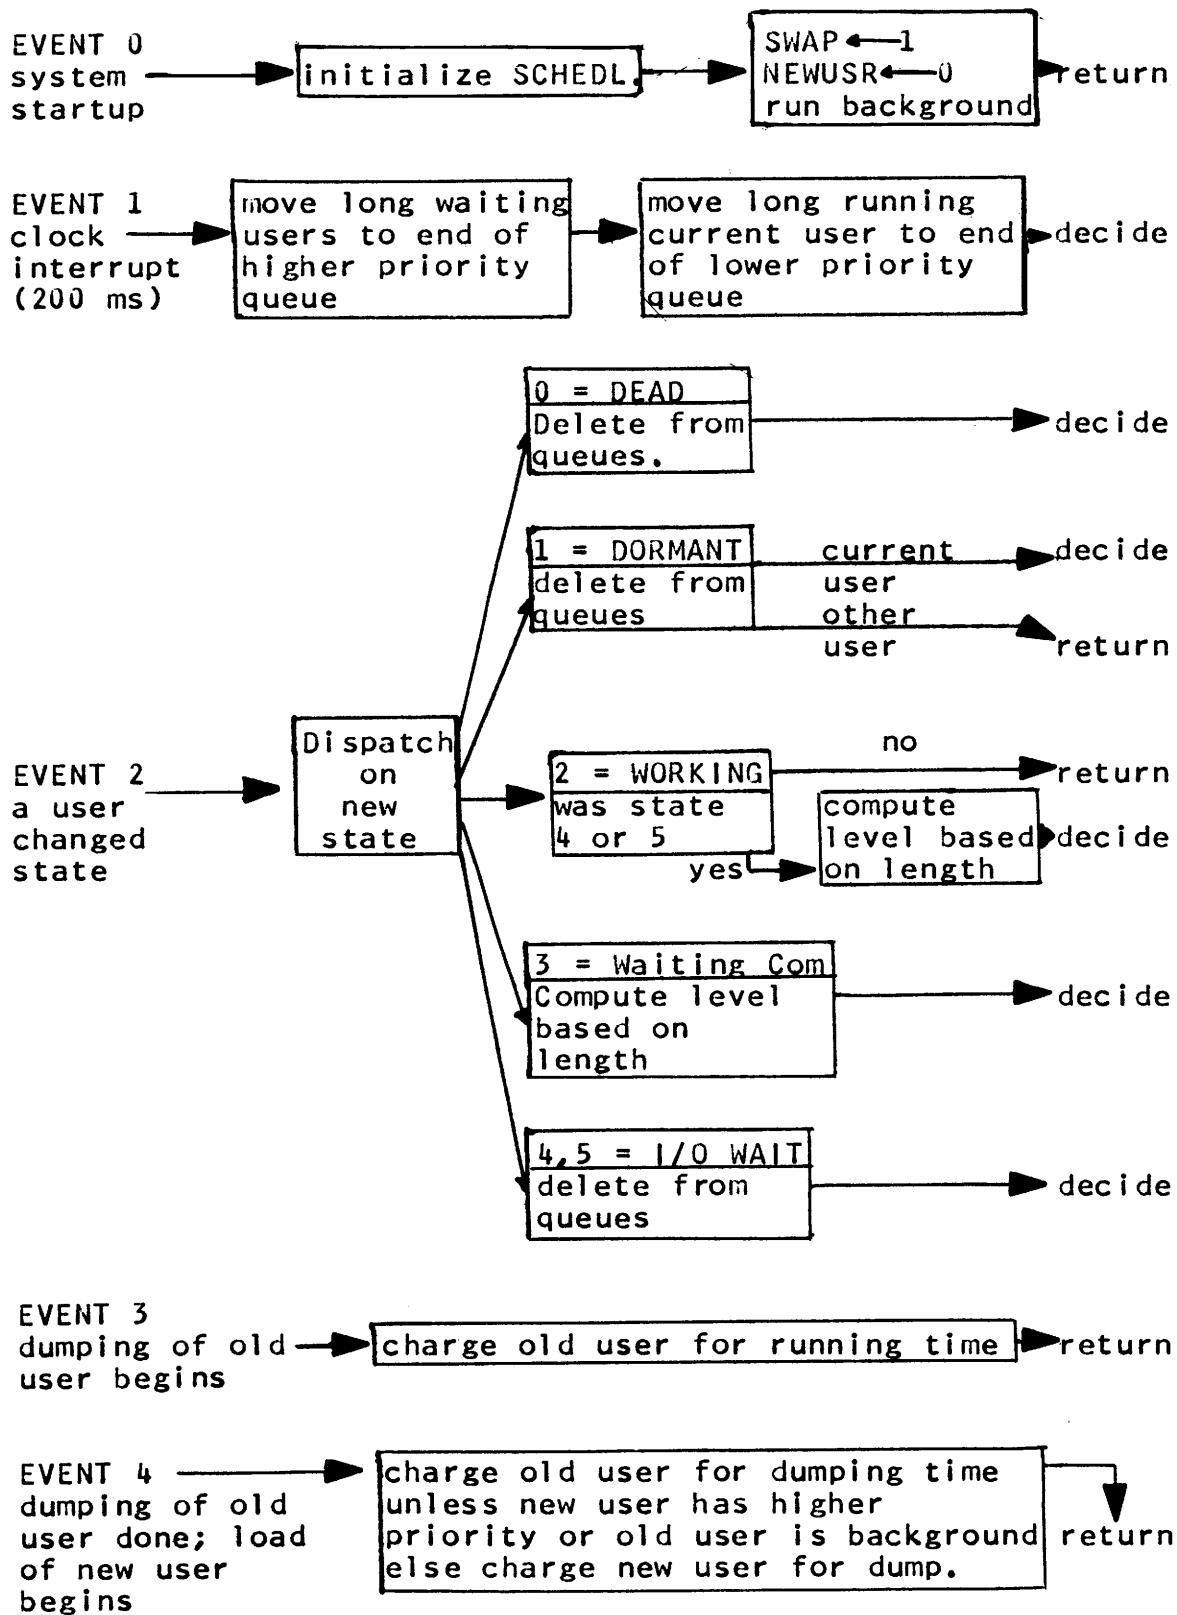 EVENT 0
system
startup
initialize SCHEDL.
SWAP←1
NEWUSR←0
run background
return
EVENT 1
clock
interrupt
(200 ms)
move long waiting
users to end of
higher priority
queue
move long running
current user to end
of lower priority
queue
decide
EVENT 2
a user
changed
state
Dispatch
on
new
state
0 = DEAD
Delete from
queues.
decide
1 = DORMANT
delete from
queues
current
user
decide
other
user
return
2 = WORKING
was state
4 or 5
no
return
yes
compute
level based
on length
decide
3 = Waiting Com
Compute level
based on
length
decide
4,5 = I/O WAIT
delete from
queues
decide
EVENT 3
dumping of old
user begins
charge old user for running time
return
EVENT 4
dumping of old
user done; load
of new user
begins
charge old user for dumping time
unless new user has higher
priority or old user is background
else charge new user for dump.
return